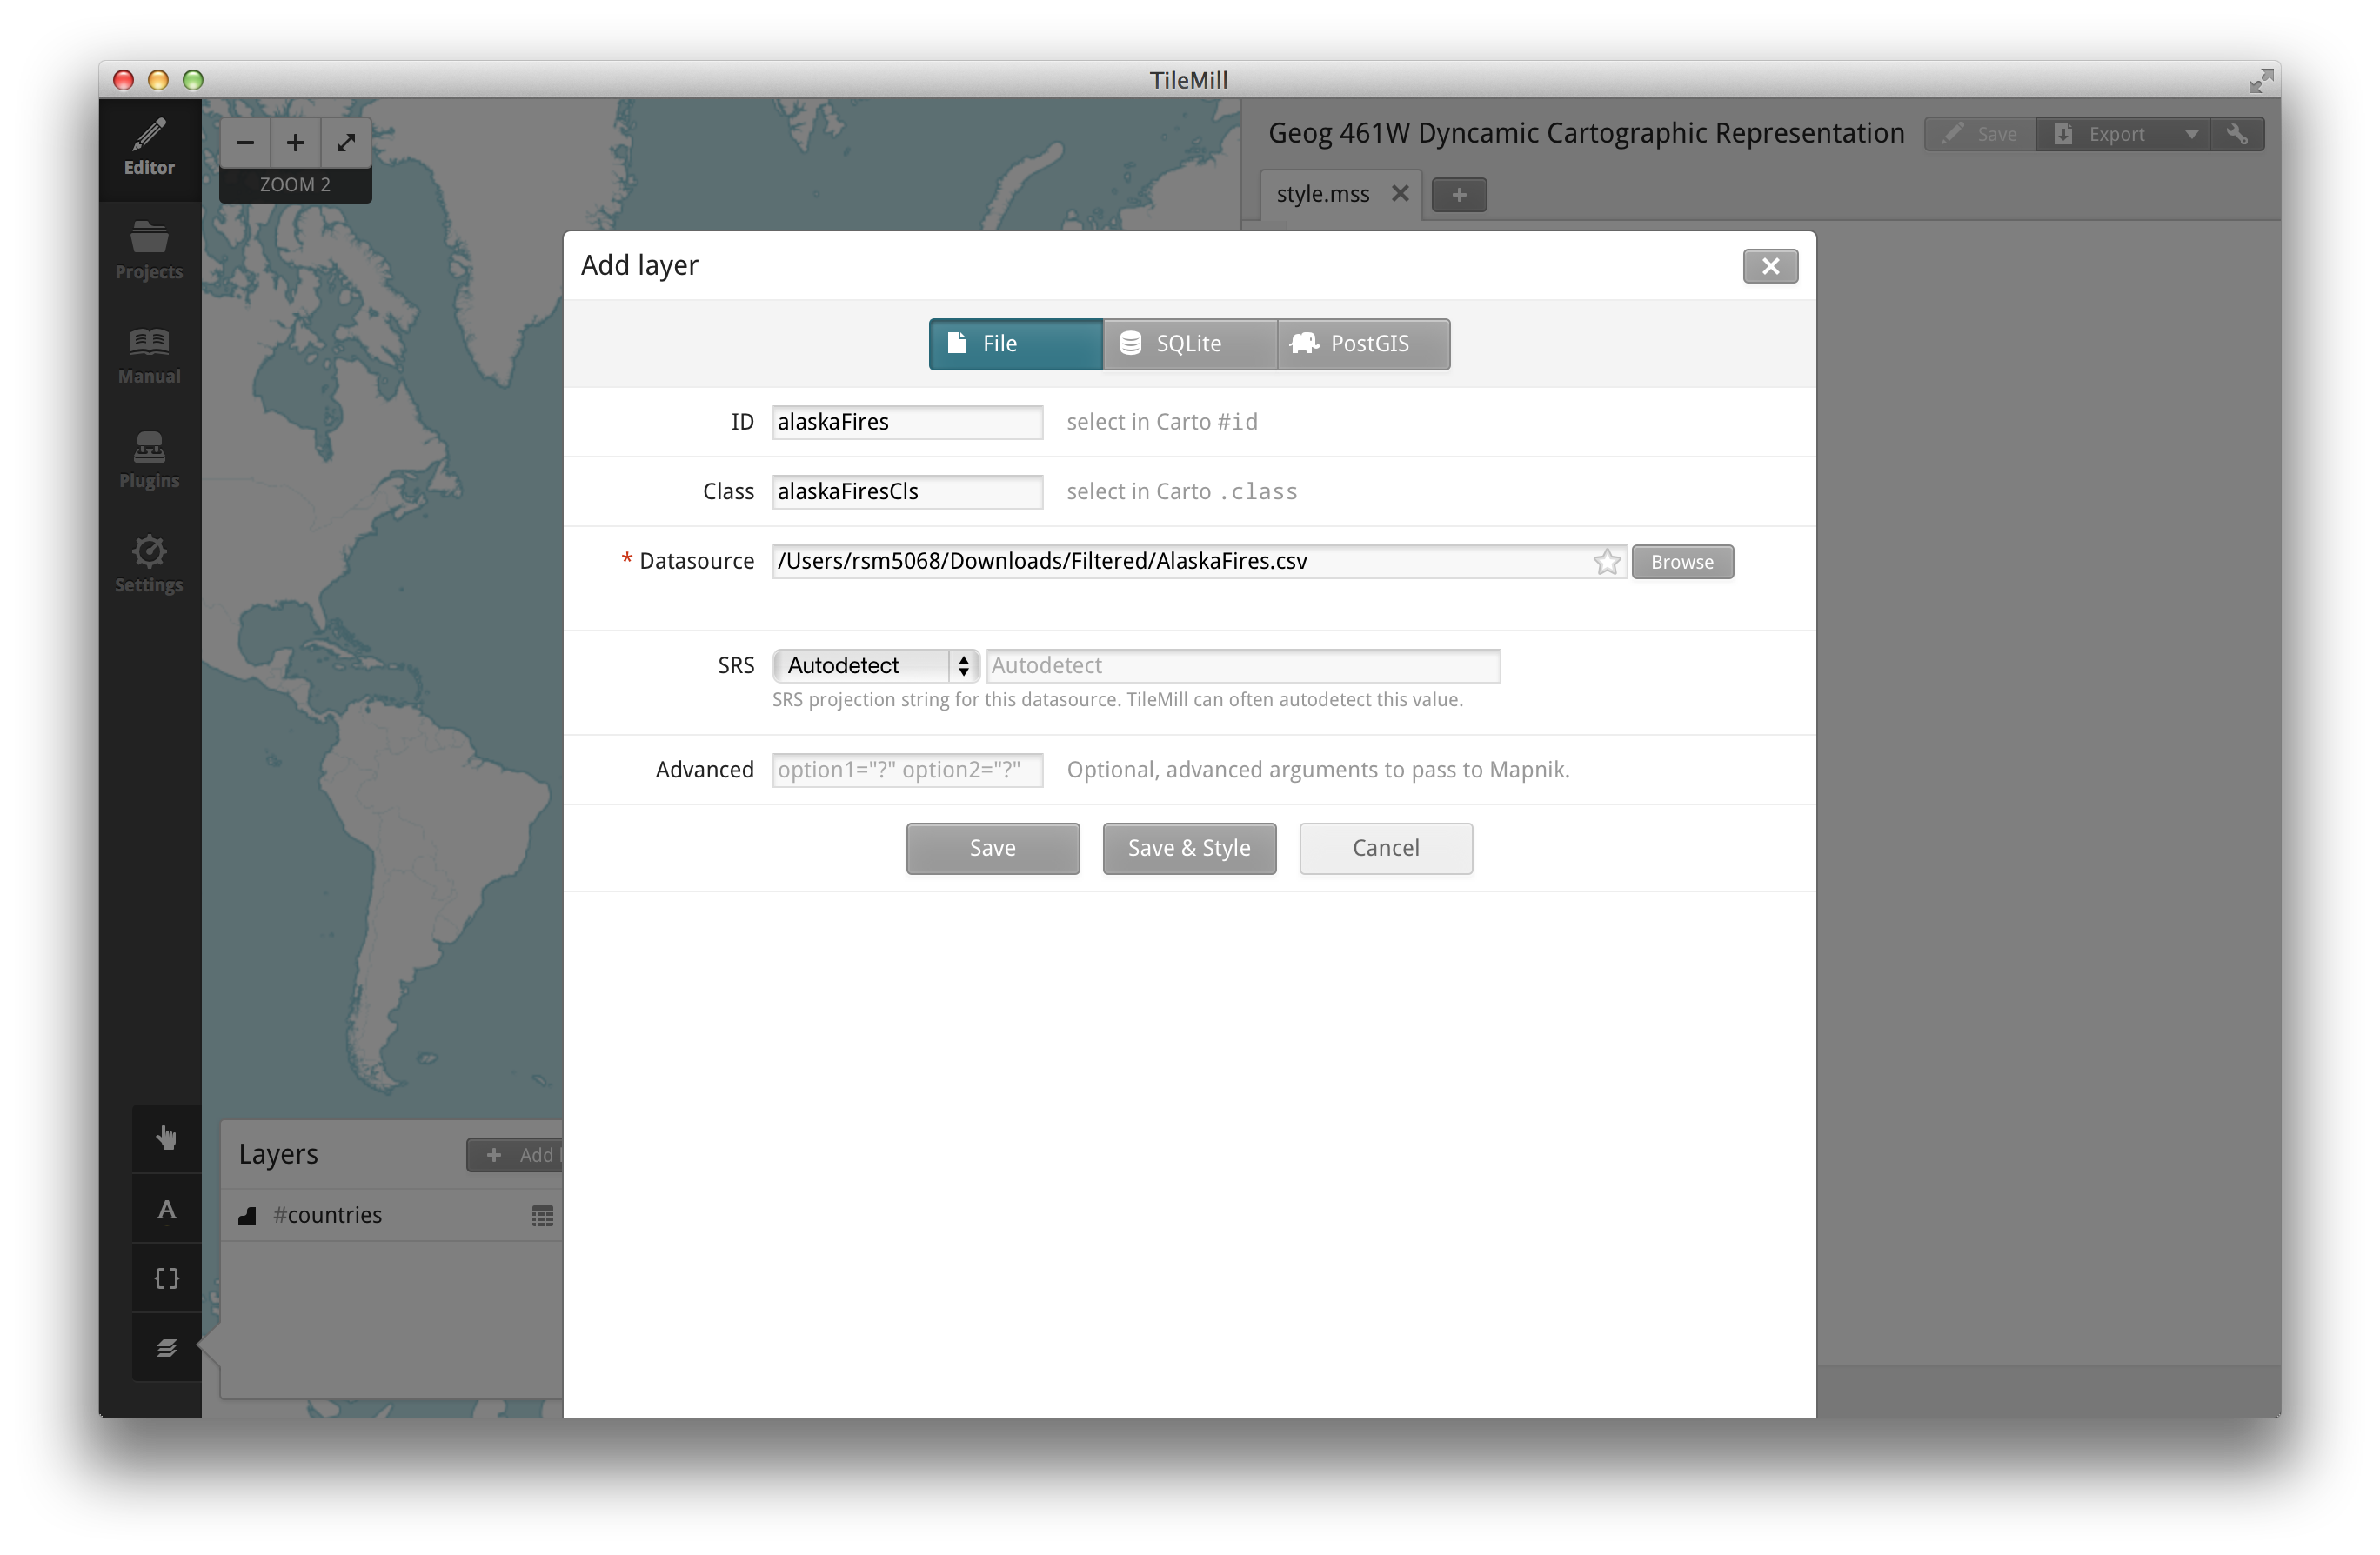 TileMill
Editor
Projects
Manual
Plugins
Settings
ZOOM 2
Geog 461W Dyncamic Cartographic Representation
Save
Export
style.mss
Add layer
File
SQLite
PostGIS
ID alaskaFires select in Carto #id
Class alaskaFiresCls select in Carto .class
* Datasource /Users/rsm5068/Downloads/Filtered/AlaskaFires.csv Browse
SRS Autodetect Autodetect
SRS projection string for this datasource. TileMill can often autodetect this value.
Advanced option1="?" option2="?" Optional, advanced arguments to pass to Mapnik.
Save
Save & Style
Cancel
Layers
Add
#countries
A
{ }